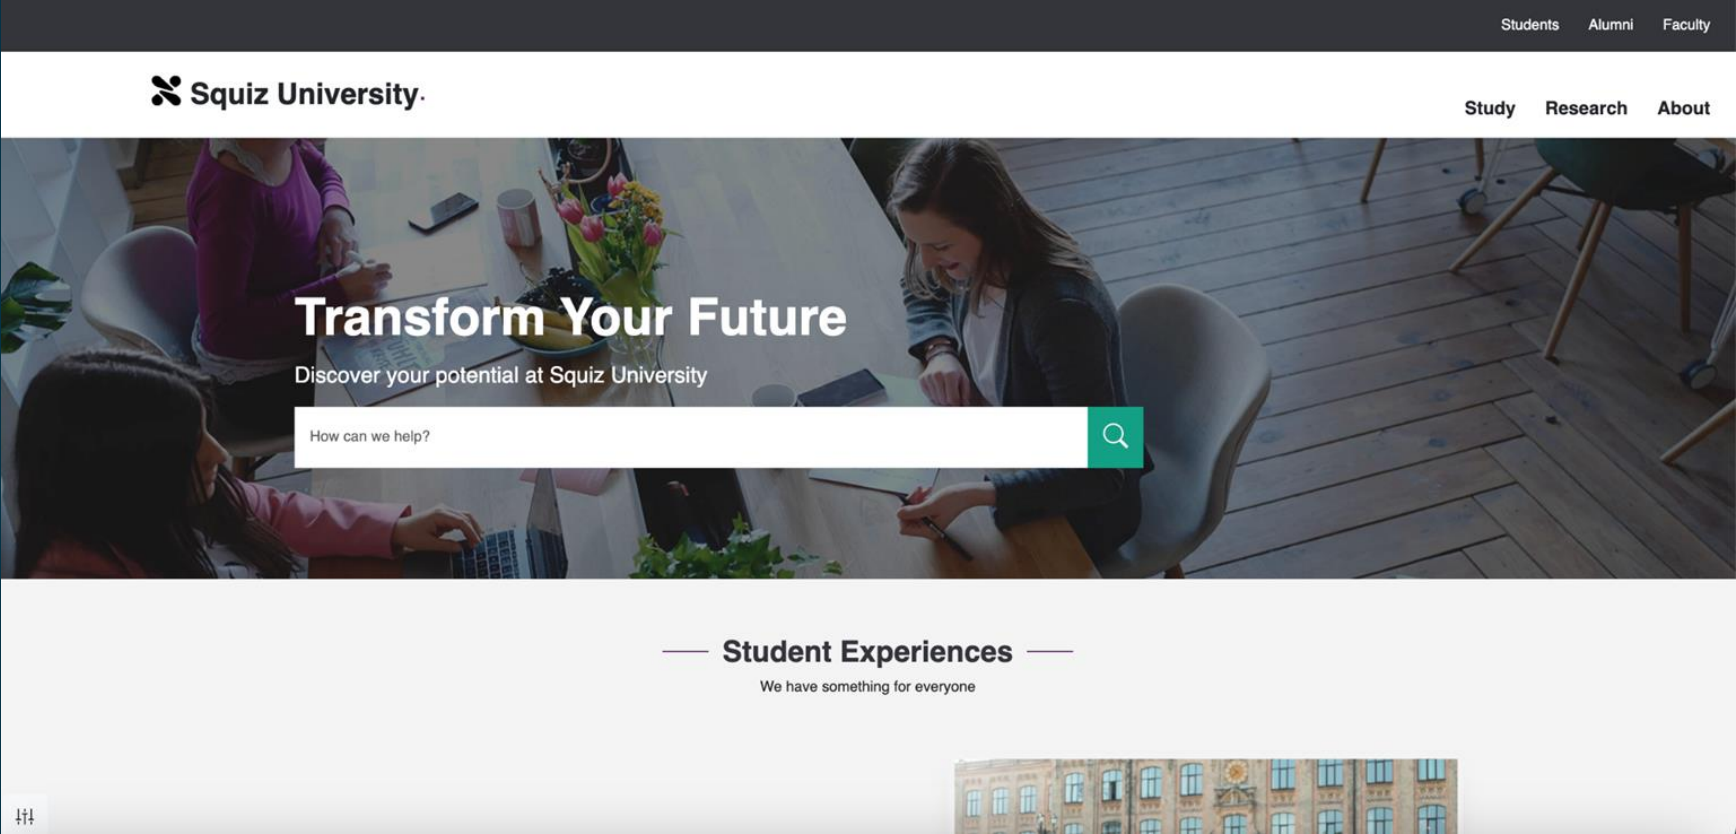 Students Alumni Faculty
Squiz University.
Study Research About
Transform Your Future
Discover your potential at Squiz University
How can we help?
Student Experiences
We have something for everyone